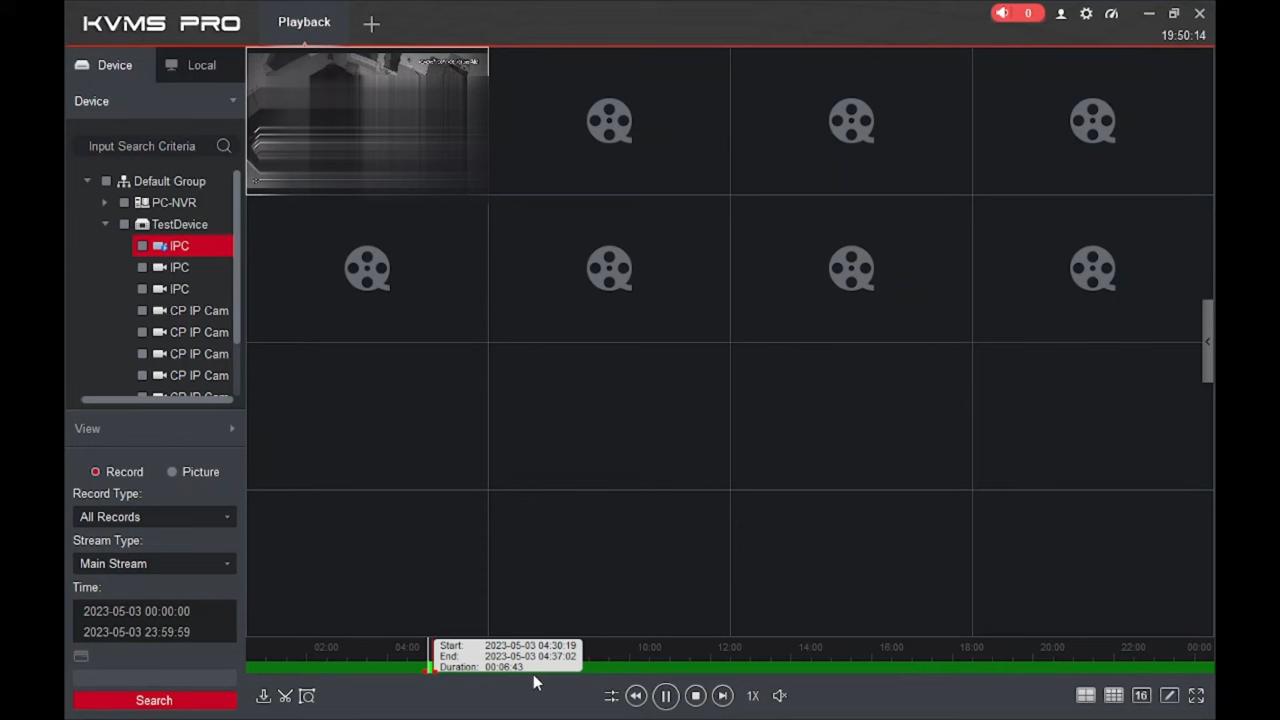 KVMS PRO
Playback
0
19:50:14
Device
Local
Device
Input Search Criteria
Default Group
PC-NVR
TestDevice
IPC
IPC
IPC
CP IP Cam
CP IP Cam
CP IP Cam
CP IP Cam
CP IP Cam
View
Record
Picture
Record Type:
All Records
Stream Type:
Main Stream
Time:
2023-05-03 00:00:00
2023-05-03 23:59:59
Search
02:00 04:00 10:00 12:00 14:00 16:00 18:00 20:00 22:00 00:00
Start: 2023-05-03 04:30:19
End: 2023-05-03 04:37:02
Duration: 00:06:43
1X
16